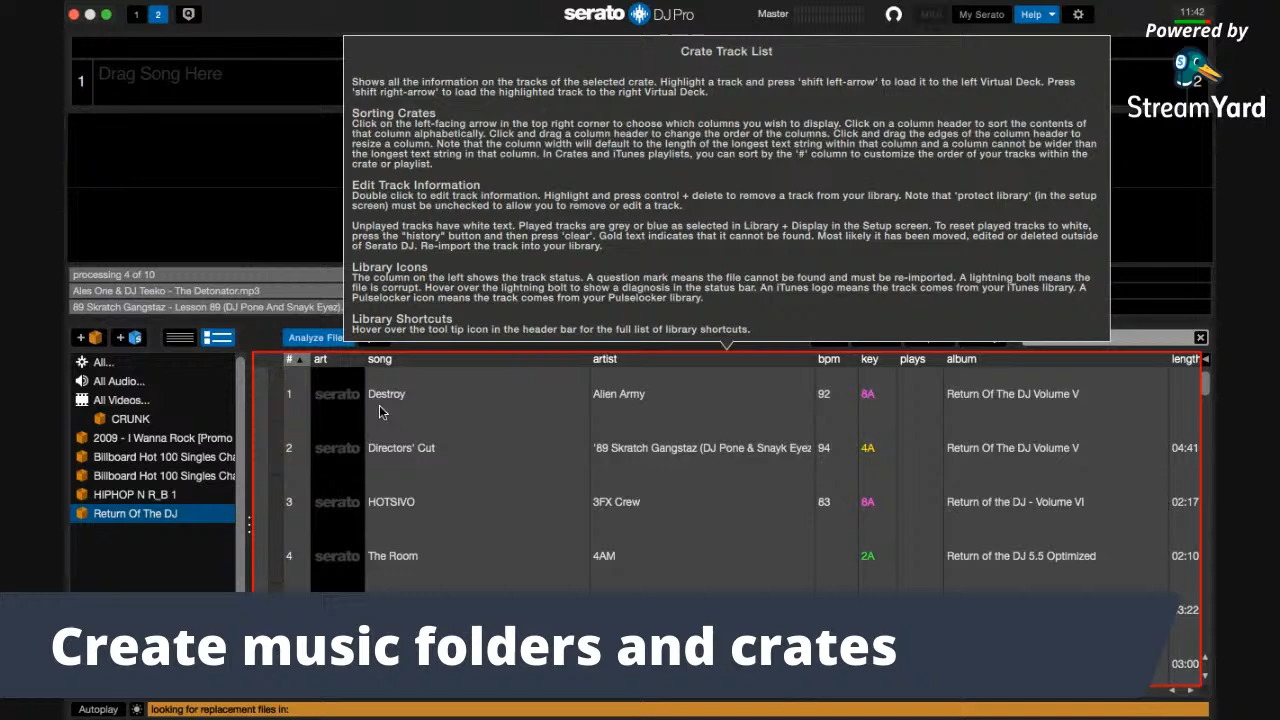 1
2
serato DJ Pro
Master
MIDI
My Serato
Help
11:42
Powered by
StreamYard
1
Drag Song Here
2
Crate Track List
Shows all the information on the tracks of the selected crate. Highlight a track and press 'shift left-arrow' to load it to the left Virtual Deck. Press
'shift right-arrow' to load the highlighted track to the right Virtual Deck.
Sorting Crates
Click on the left-facing arrow in the top right corner to choose which columns you wish to display. Click on a column header to sort the contents of
that column alphabetically. Click and drag a column header to change the order of the columns. Click and drag the edges of the column header to
resize a column. Note that the column width will default to the length of the longest text string within that column and a column cannot be wider than
the longest text string in that column. In Crates and iTunes playlists, you can sort by the '#' column to customize the order of your tracks within the
crate or playlist.
Edit Track Information
Double click to edit track information. Highlight and press control + delete to remove a track from your library. Note that 'protect library' (in the setup
screen) must be unchecked to allow you to remove or edit a track.
Unplayed tracks have white text. Played tracks are grey or blue as selected in Library + Display in the Setup screen. To reset played tracks to white,
press the "history" button and then press 'clear'. Gold text indicates that it cannot be found. Most likely it has been moved, edited or deleted outside
of Serato DJ. Re-import the track into your library.
Library Icons
The column on the left shows the track status. A question mark means the file cannot be found and must be re-imported. A lightning bolt means the
file is corrupt. Hover over the lightning bolt to show a diagnosis in the status bar. An iTunes logo means the track comes from your iTunes library. A
Pulselocker icon means the track comes from your Pulselocker library.
Library Shortcuts
Hover over the tool tip icon in the header bar for the full list of library shortcuts.
processing 4 of 10
Ales One & DJ Teeko - The Detonator.mp3
89 Skratch Gangstaz - Lesson 89 (DJ Pone And Snayk Eyez).
Analyze File
All...
All Audio...
All Videos...
CRUNK
2009 - I Wanna Rock [Promo
Billboard Hot 100 Singles Cha
Billboard Hot 100 Singles Cha
HIPHOP N R_B 1
Return Of The DJ
# art song artist bpm key plays album length
1 serato Destroy Alien Army 92 8A Return Of The DJ Volume V
2 serato Directors' Cut '89 Skratch Gangstaz (DJ Pone & Snayk Eyez 94 4A Return Of The DJ Volume V 04:41
3 serato HOTSIVO 3FX Crew 83 8A Return of the DJ - Volume VI 02:17
4 serato The Room 4AM 2A Return of the DJ 5.5 Optimized 02:10
3:22
03:00
Create music folders and crates
Autoplay
looking for replacement files in: